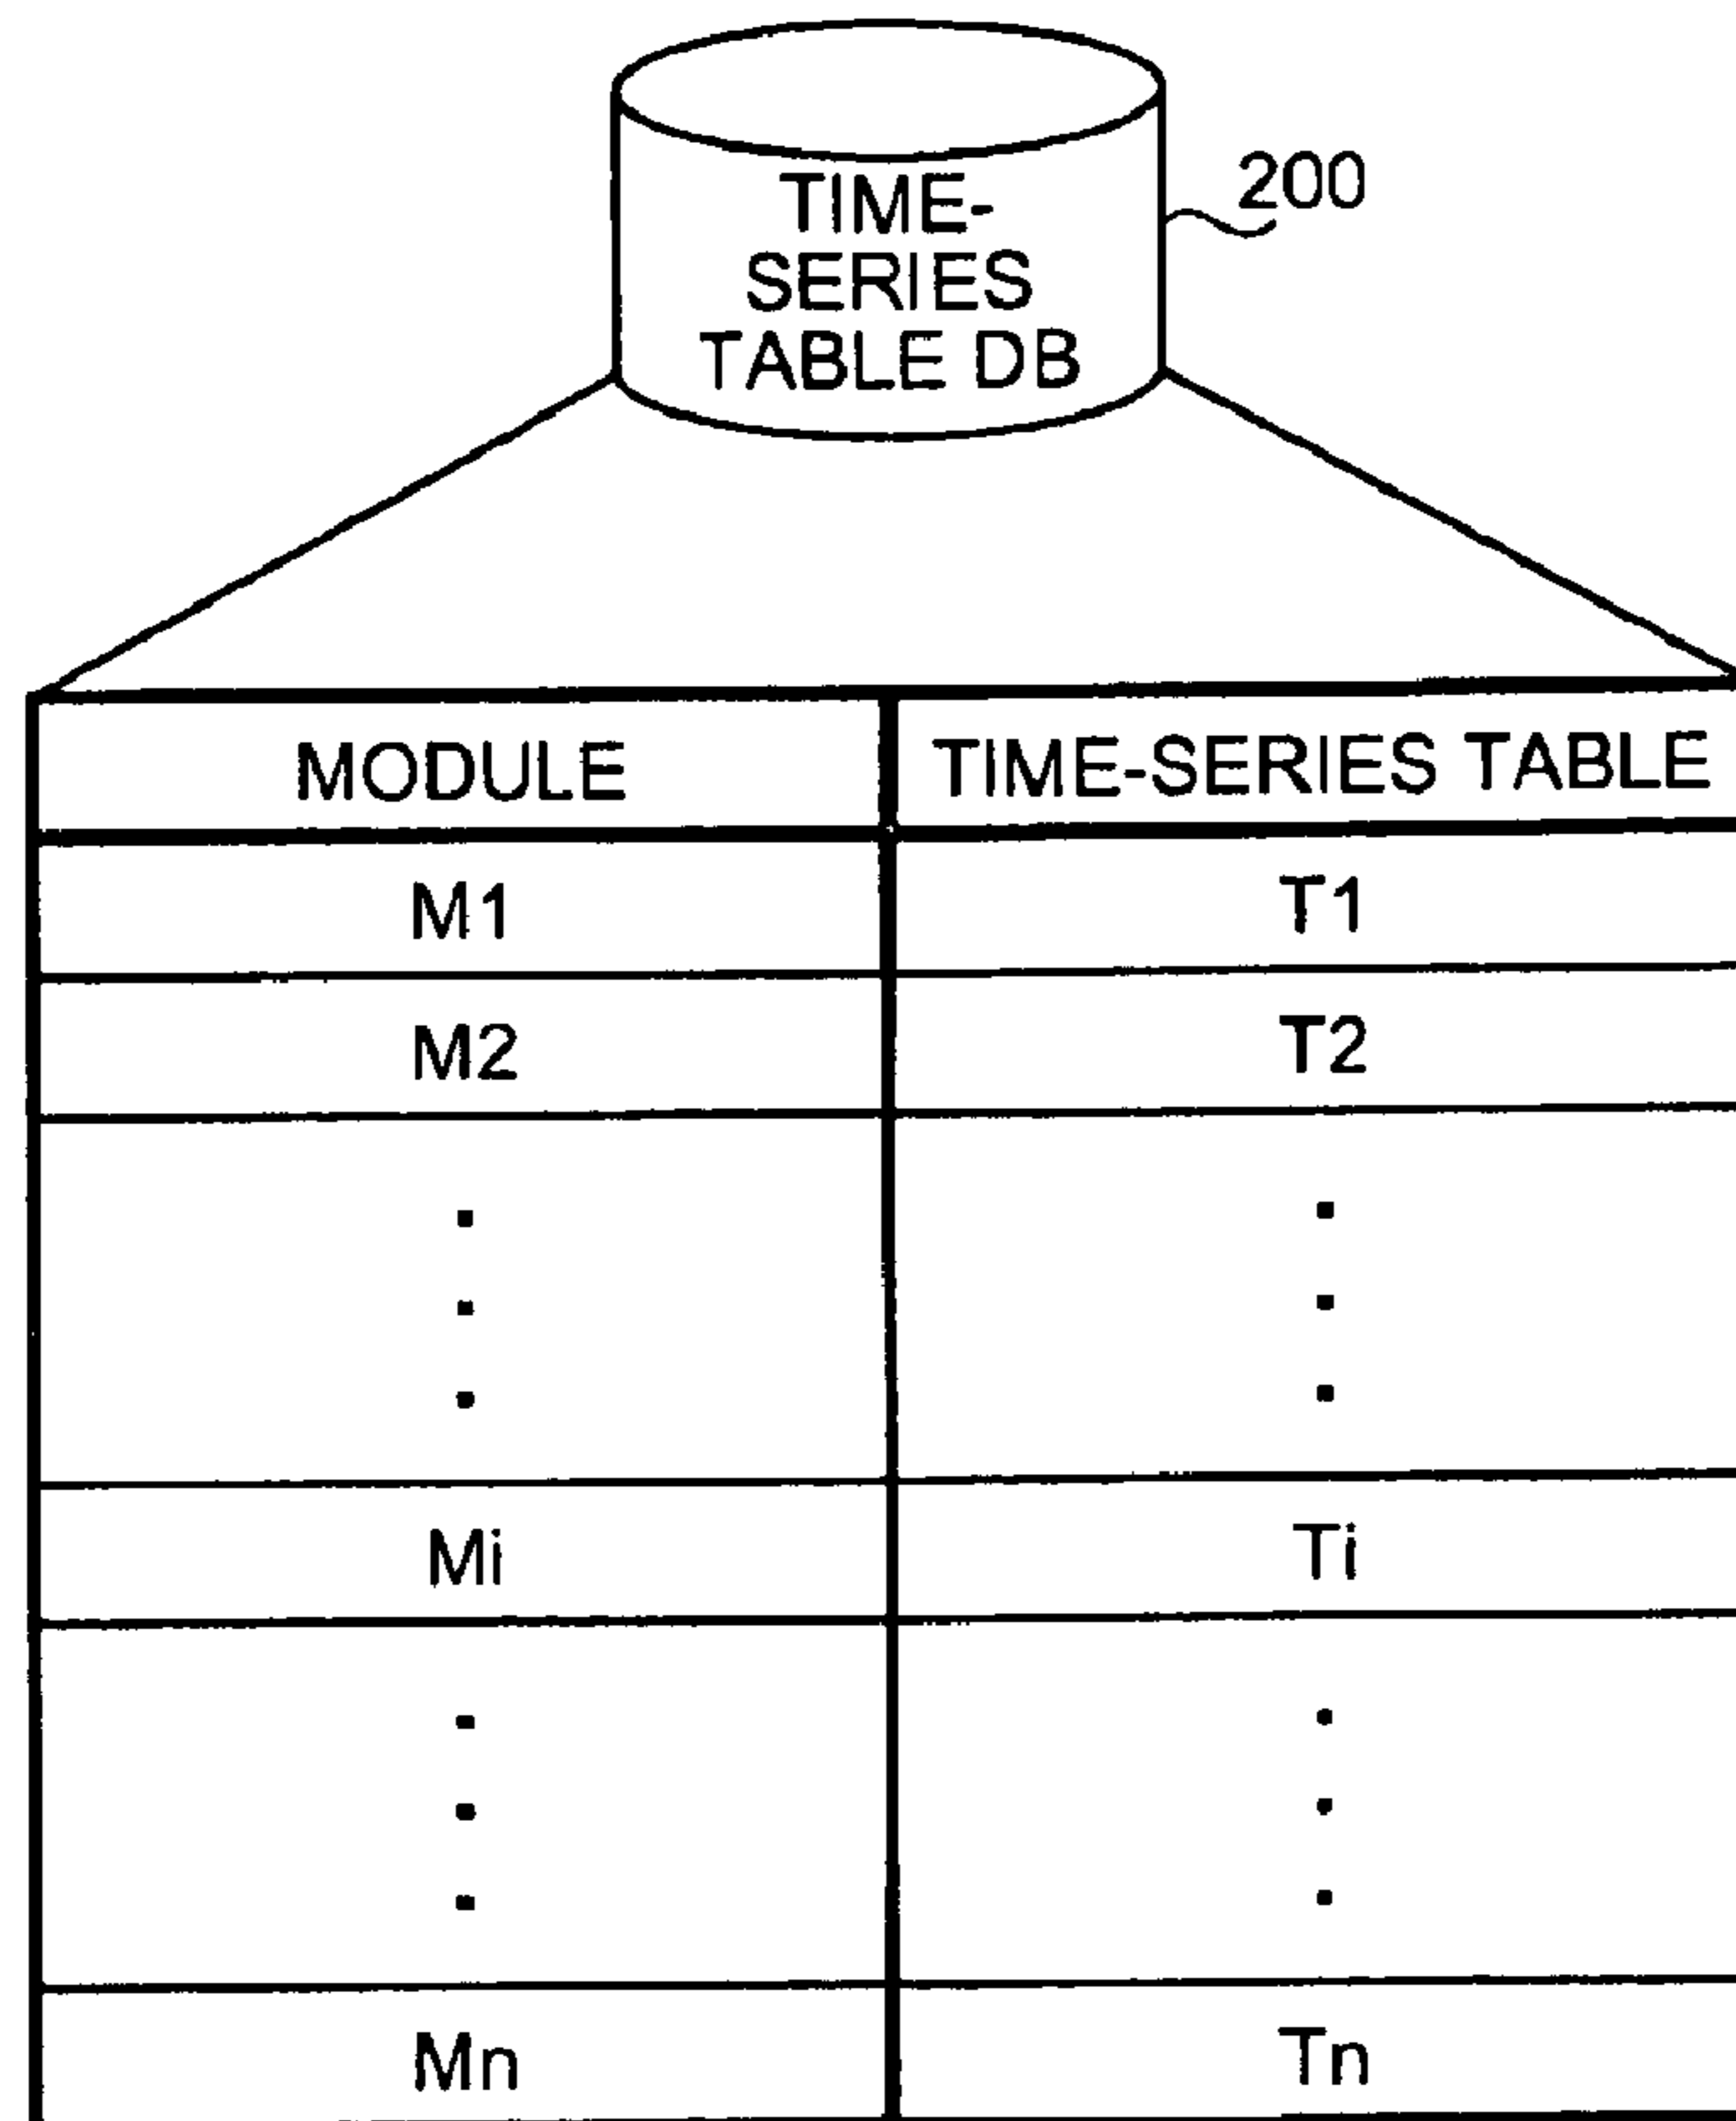 TIME-
SERIES
TABLE DB
200
MODULE TIME-SERIES TABLE
M1 T1
M2 T2
Mi Ti
Mn Tn